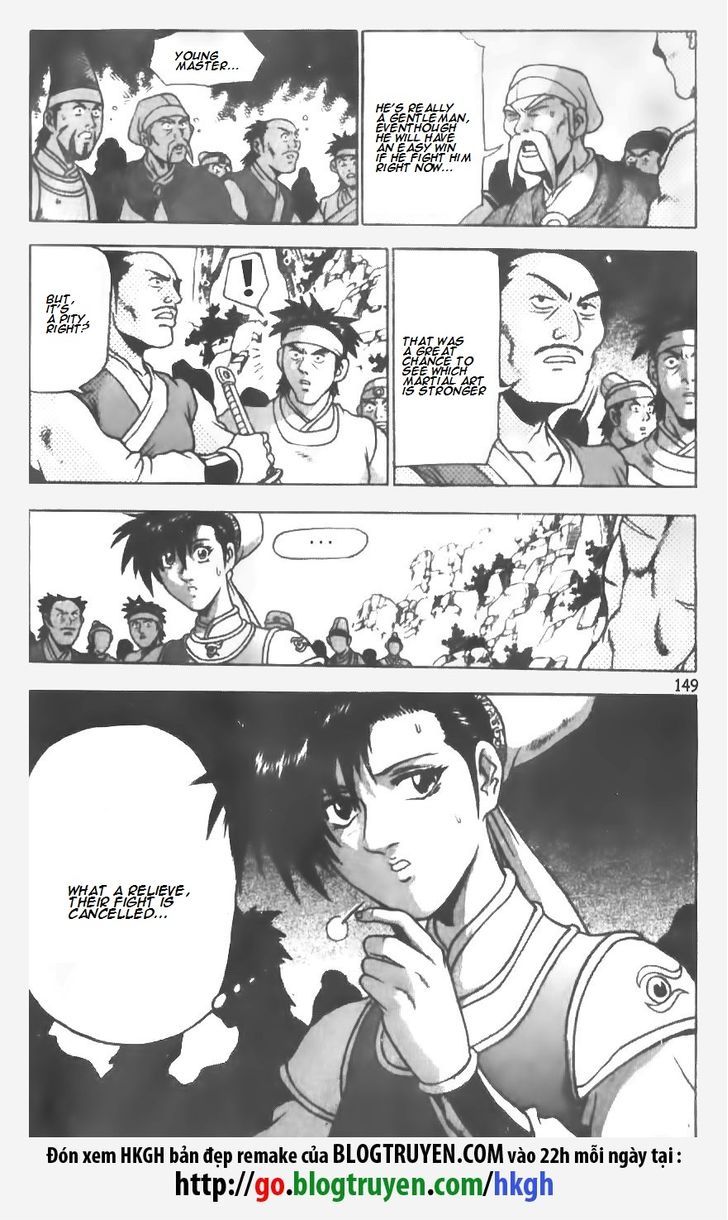 YOUNG
MASTER...
HE'S REALLY
A GENTLEMAN,
EVENTHOUGH
HE WILL HAVE
AN EASY WIN
IF HE FIGHT HIM
RIGHT NOW...
BUT,
IT'S
A PITY,
RIGHT?
!
THAT WAS
A GREAT
CHANCE TO
SEE WHICH
MARTIAL ART
IS STRONGER
...
149
WHAT A RELIEVE,
THEIR FIGHT IS
CANCELLED...
Đón xem HKGH bản đẹp remake của BLOGTRUYEN.COM vào 22h mỗi ngày tại :
http://go.blogtruyen.com/hkgh